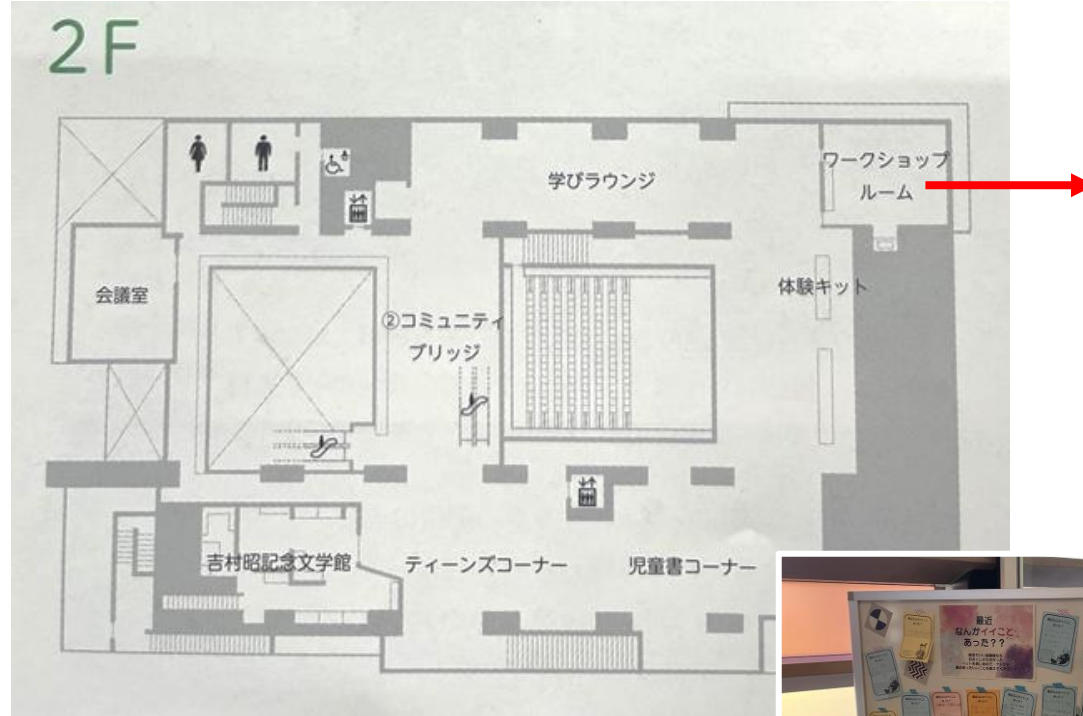 2F
学びラウンジ
ワークショップ
ルーム
会議室
②コミュニティ
ブリッジ
体験キット
吉村昭記念文学館
ティーンズコーナー
児童書コーナー
最近
なんかイイこと
あった??